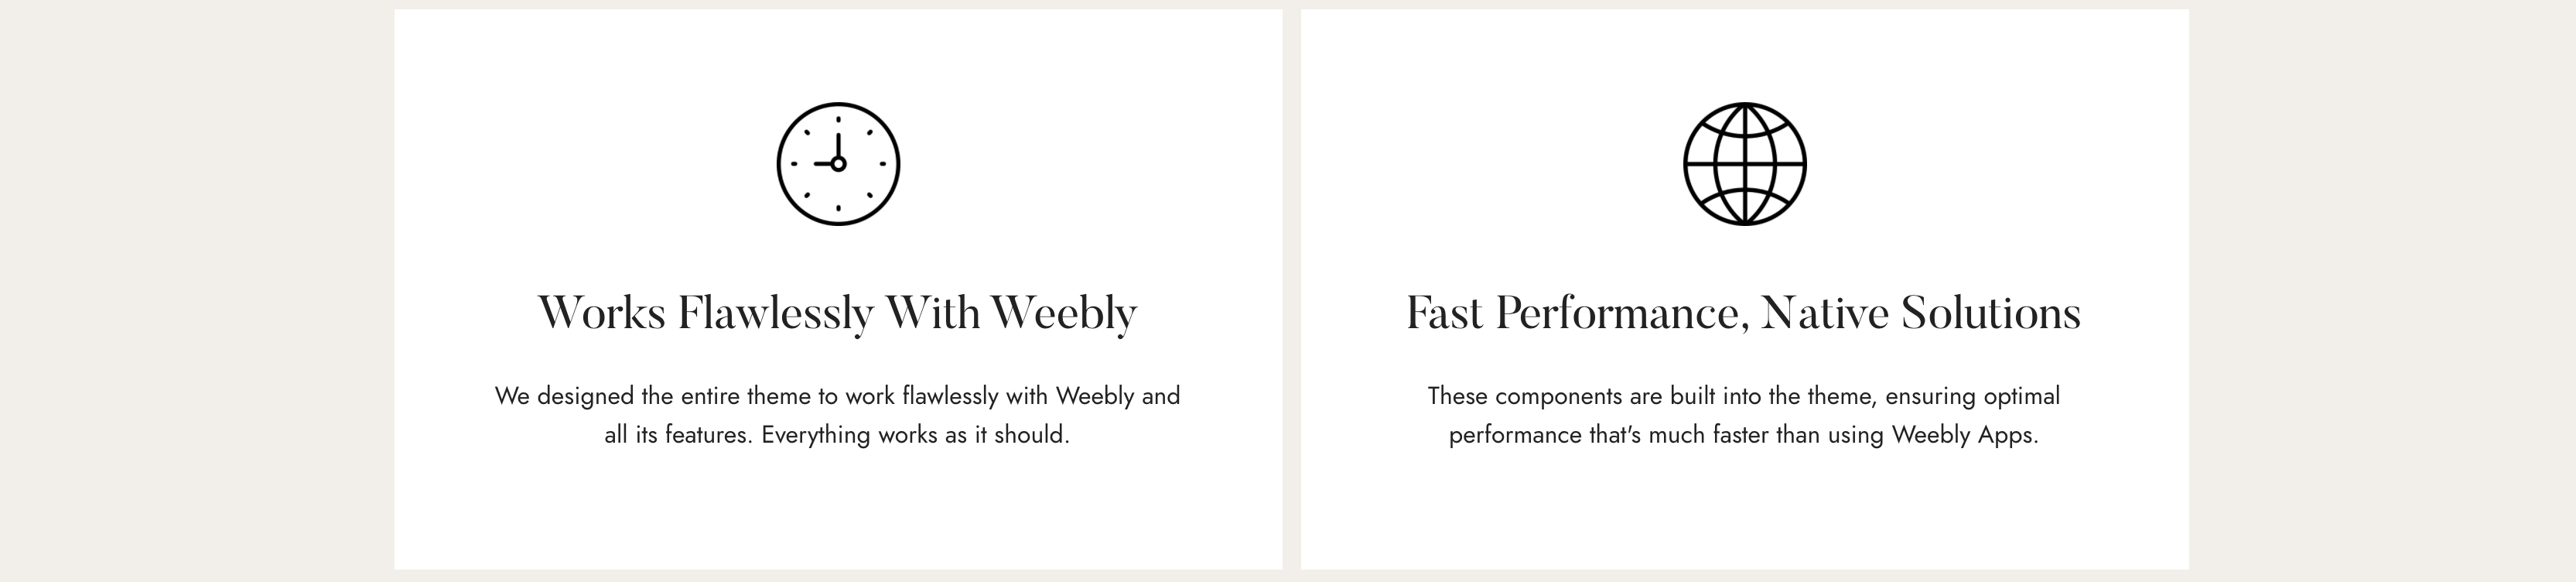 Works Flawlessly With Weebly
We designed the entire theme to work flawlessly with Weebly and
all its features. Everything works as it should.
Fast Performance, Native Solutions
These components are built into the theme, ensuring optimal
performance that's much faster than using Weebly Apps.